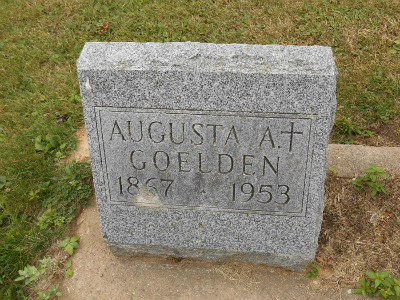 AUGUSTA A.
GOELDEN
1867 . 1953